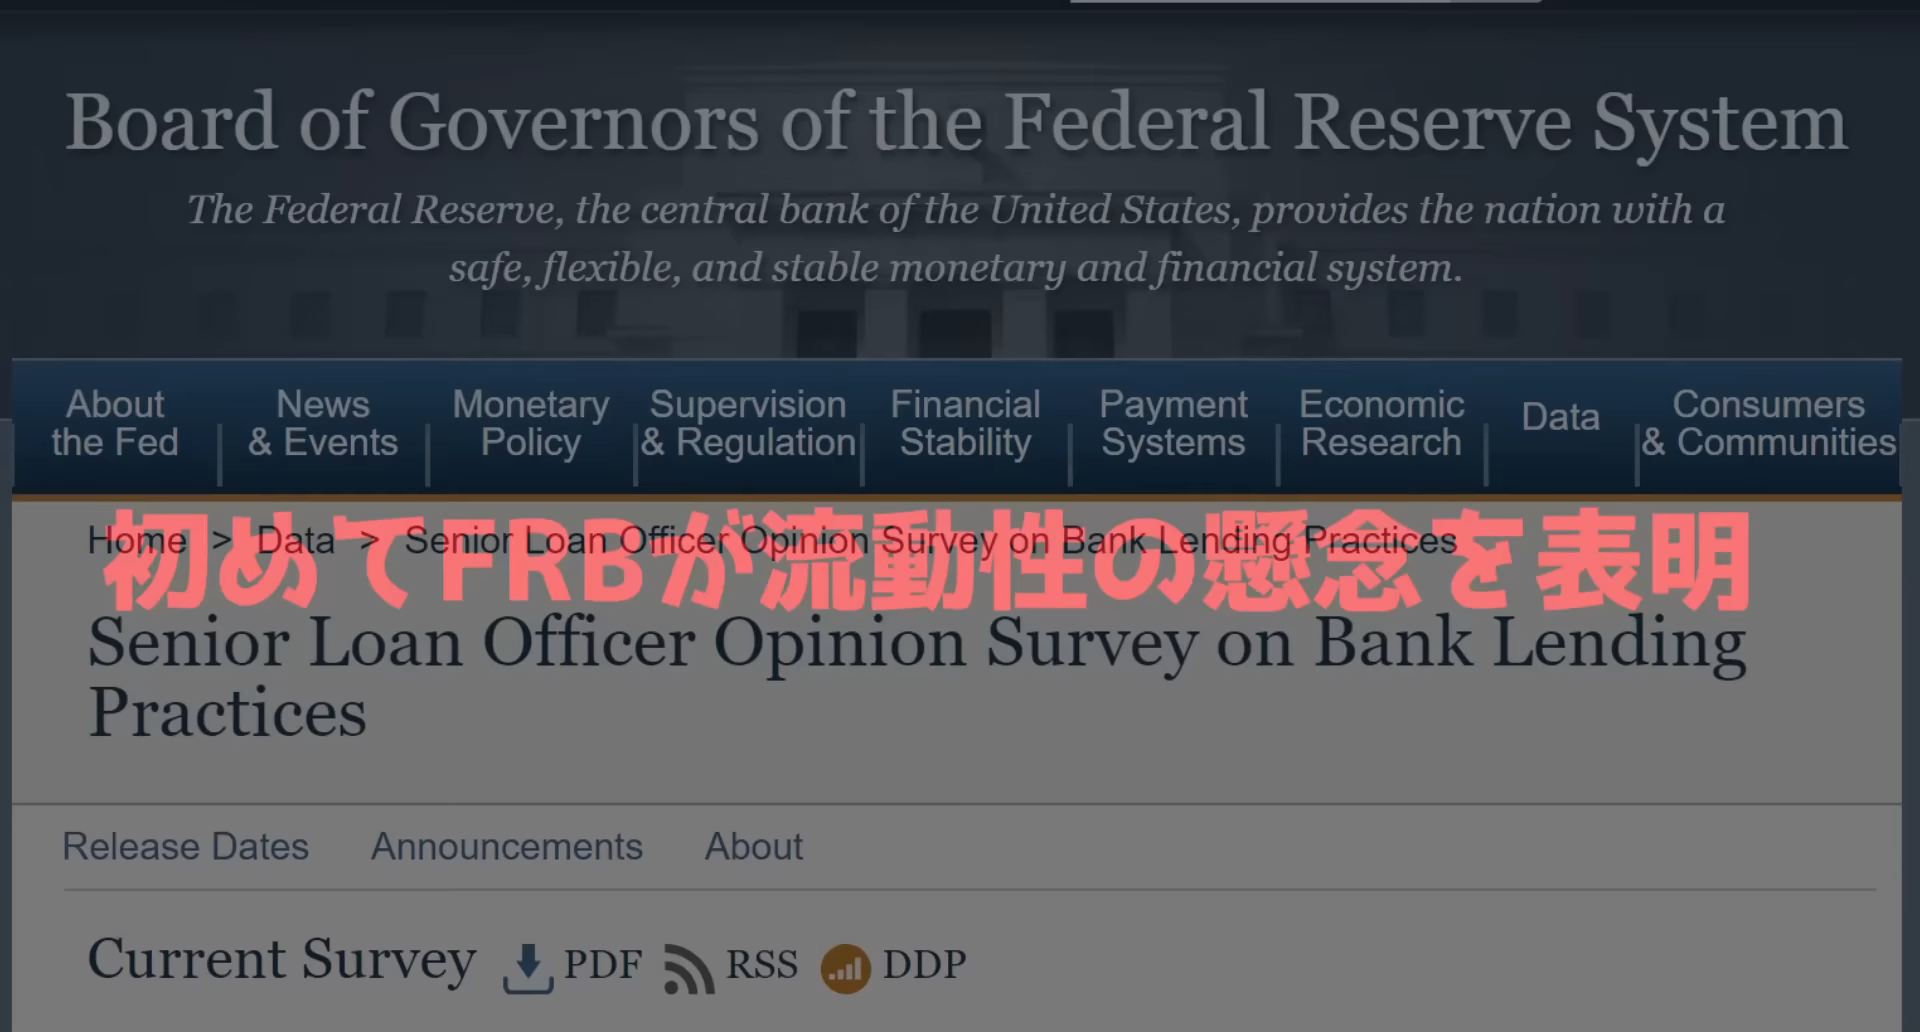 Board of Governors of the Federal Reserve System
The Federal Reserve, the central bank of the United States, provides the nation with a
safe, flexible, and stable monetary and financial system.
About
the Fed
News
& Events
Monetary
Policy
Supervision
& Regulation
Financial
Stability
Payment
Systems
Economic
Research
Data
Consumers
& Communities
Home > Data > Senior Loan Officer Opinion Survey on Bank Lending Practices
初めてFRBが流動性の懸念を表明
Senior Loan Officer Opinion Survey on Bank Lending
Practices
Release Dates Announcements About
Current Survey PDF RSS DDP